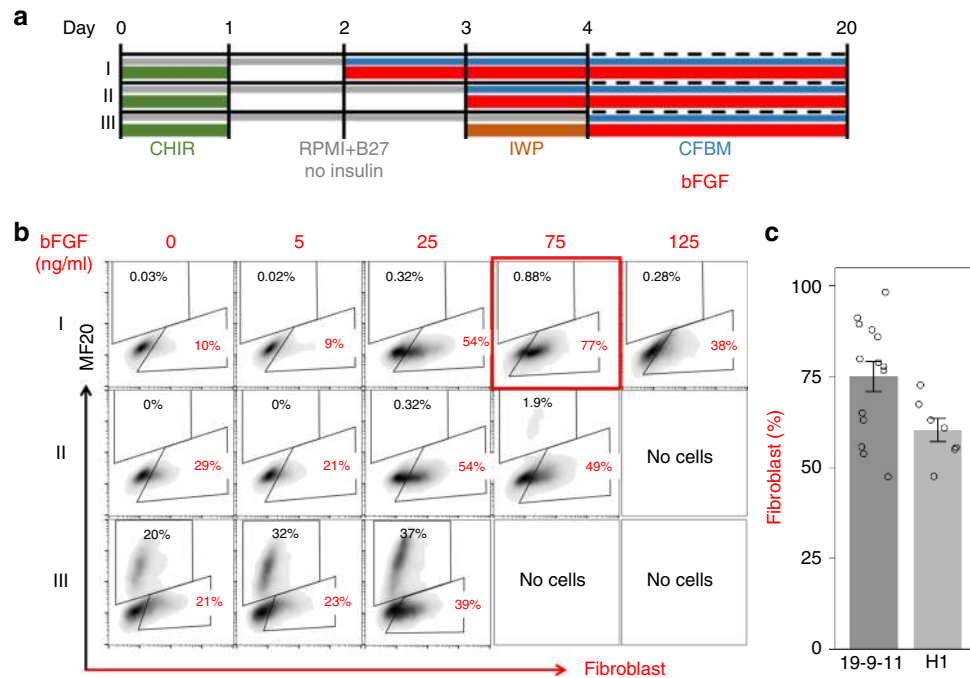 a
Day 0 1 2 3 4 20
I
II
III
CHIR RPMI+B27 IWP CFBM
no insulin
bFGF
b
bFGF 0 5 25 75 125
(ng/ml)
I
MF20
0.03% 0.02% 0.32% 0.88% 0.28%
10% 9% 54% 77% 38%
II
0% 0% 0.32% 1.9%
29% 21% 54% 49% No cells
III
20% 32% 37%
21% 23% 39% No cells No cells
Fibroblast
c
Fibroblast (%)
100
75
50
25
0
19-9-11 H1